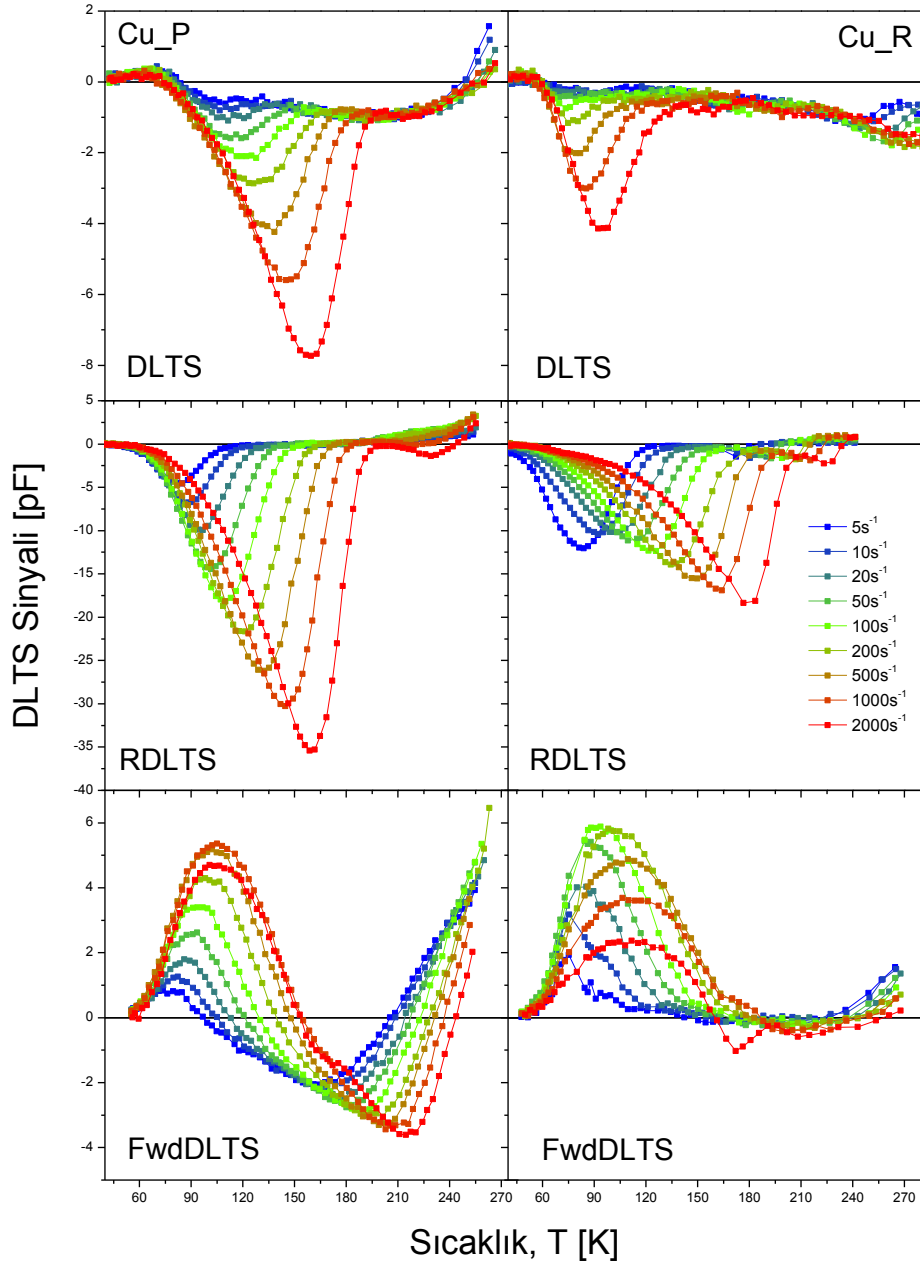 Cu_P
Cu_R
2
0
-2
-4
-6
-8
DLTS
DLTS
5
0
-5
-10
-15
-20
-25
-30
-35
-40
RDLTS
RDLTS
5s⁻¹
10s⁻¹
20s⁻¹
50s⁻¹
100s⁻¹
200s⁻¹
500s⁻¹
1000s⁻¹
2000s⁻¹
DLTS Sinyali [pF]
6
4
2
0
-2
-4
FwdDLTS
FwdDLTS
60 90 120 150 180 210 240 270
60 90 120 150 180 210 240 270
Sıcaklık, T [K]